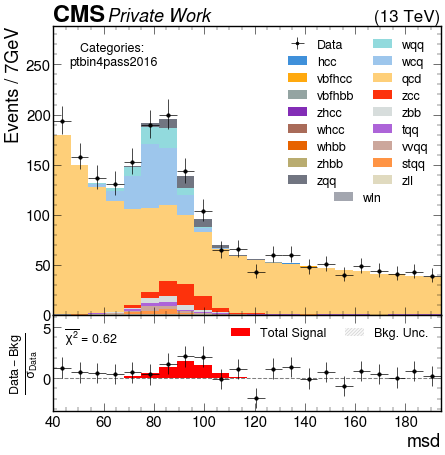 CMS Private Work (13 TeV)
Events / 7GeV
Categories:
ptbin4pass2016
Data
hcc
vbfhcc
vbfhbb
zhcc
whcc
whbb
zhbb
zqq
wqq
wcq
qcd
zcc
zbb
tqq
vvqq
stqq
zll
wln
250
200
150
100
50
0
χ² = 0.62
Total Signal
Bkg. Unc.
Data − Bkg
σData
5
0
40 60 80 100 120 140 160 180
msd